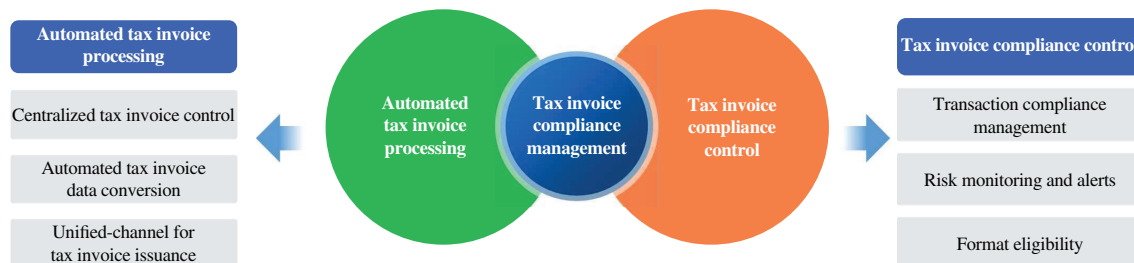 Automated tax invoice
processing
Centralized tax invoice control
Automated tax invoice
data conversion
Unified-channel for
tax invoice issuance
Automated
tax invoice
processing
Tax invoice
compliance
management
Tax invoice
compliance
control
Tax invoice compliance control
Transaction compliance
management
Risk monitoring and alerts
Format eligibility